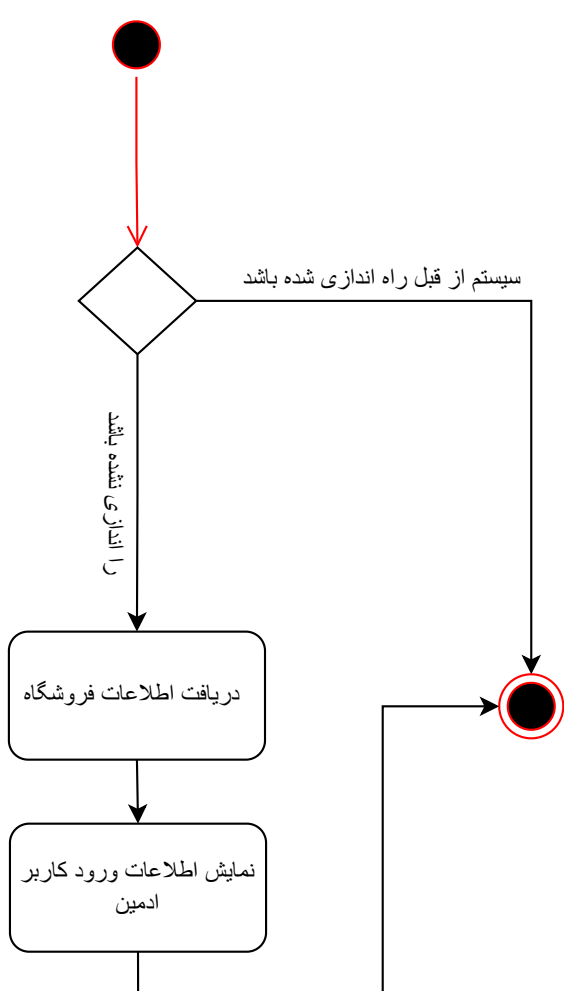 سیستم از قبل راه اندازی شده باشد
را اندازی نشده باشد
دریافت اطلاعات فروشگاه
نمایش اطلاعات ورود کاربر
ادمین